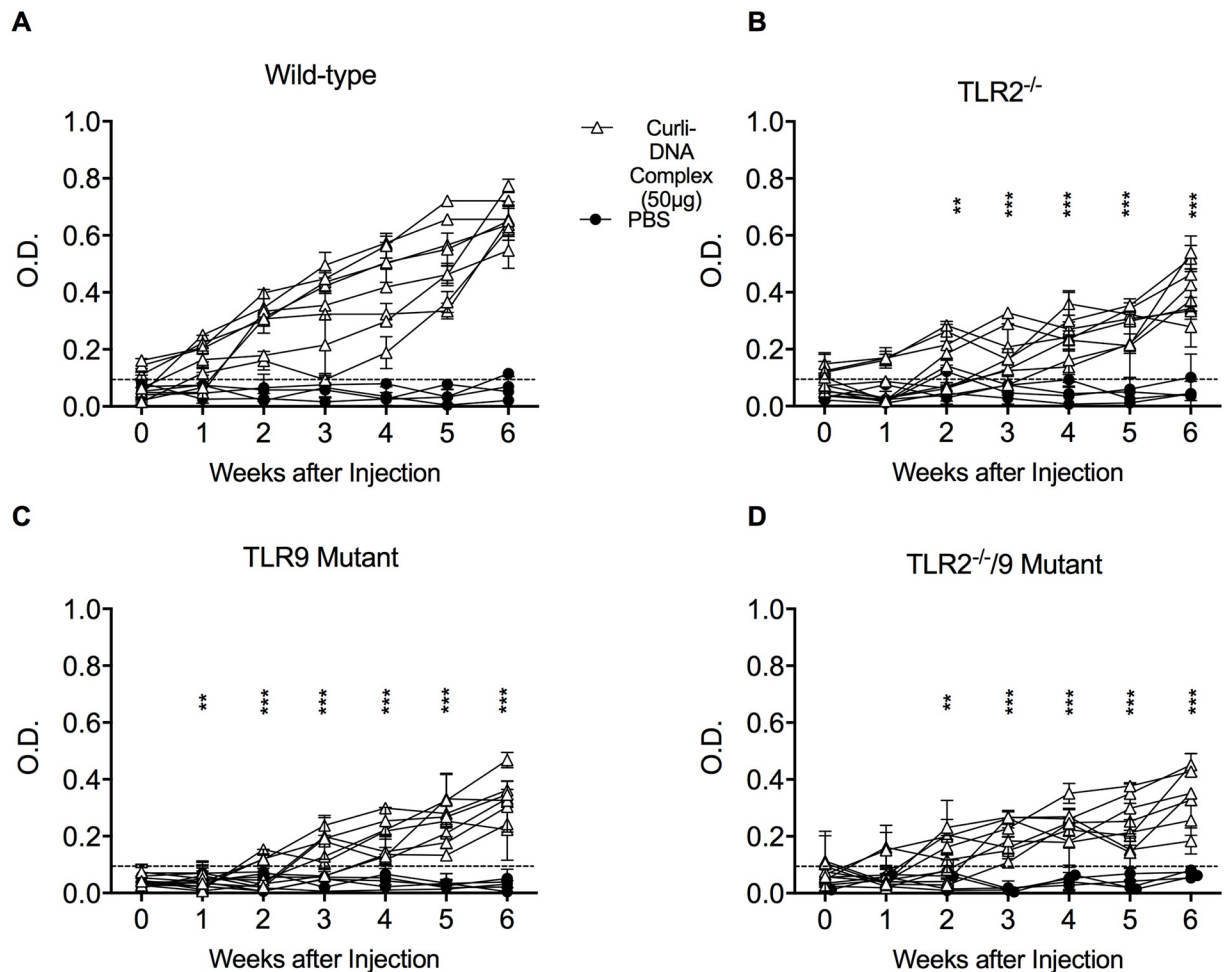 A
Wild-type
1.0
0.8
0.6
0.4
0.2
0.0
O.D.
0 1 2 3 4 5 6
Weeks after Injection
Curli-
DNA
Complex
(50µg)
PBS
B
TLR2-/-
1.0
0.8
0.6
0.4
0.2
0.0
O.D.
** *** *** *** ***
0 1 2 3 4 5 6
Weeks after Injection
C
TLR9 Mutant
1.0
0.8
0.6
0.4
0.2
0.0
O.D.
** *** *** *** *** ***
0 1 2 3 4 5 6
Weeks after Injection
D
TLR2-/-/9 Mutant
1.0
0.8
0.6
0.4
0.2
0.0
O.D.
** *** *** *** ***
0 1 2 3 4 5 6
Weeks after Injection